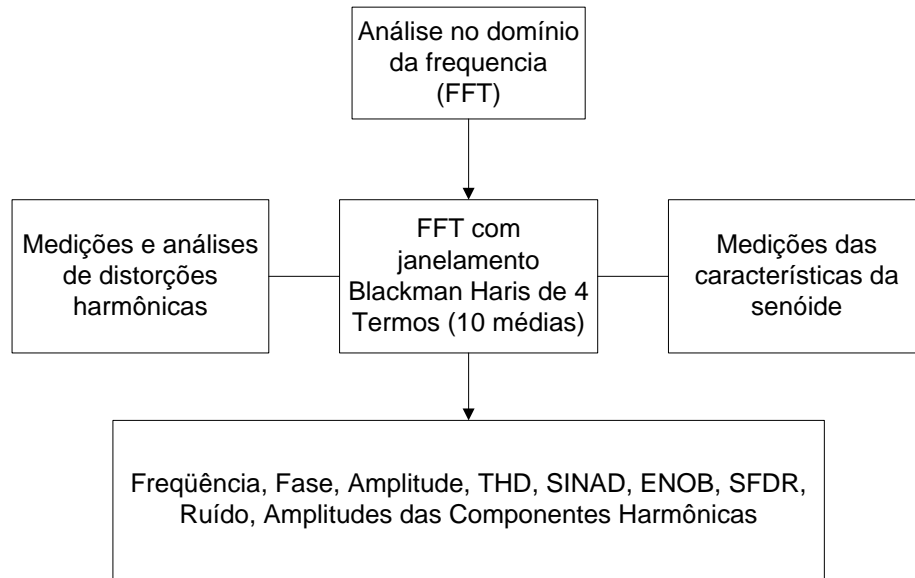 Análise no domínio
da frequencia
(FFT)
Medições e análises
de distorções
harmônicas
FFT com
janelamento
Blackman Haris de 4
Termos (10 médias)
Medições das
características da
senóide
Freqüência, Fase, Amplitude, THD, SINAD, ENOB, SFDR,
Ruído, Amplitudes das Componentes Harmônicas